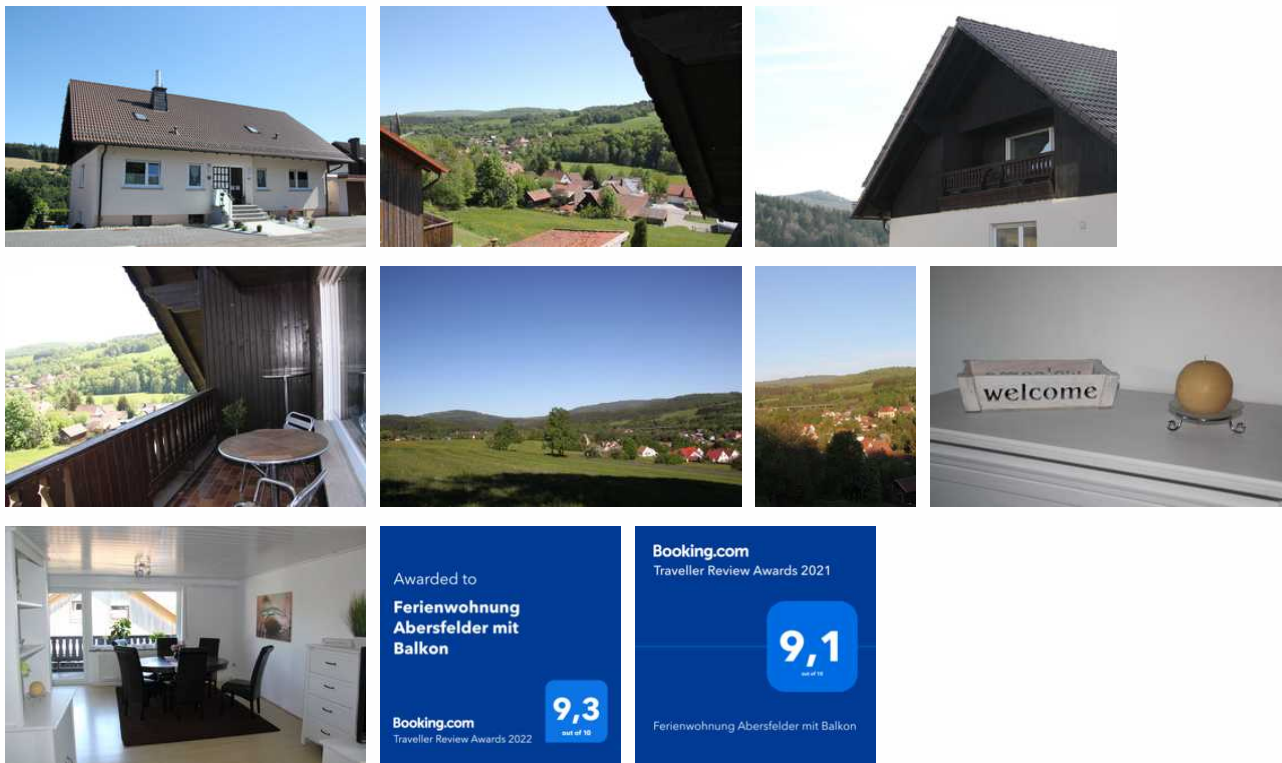 welcome
Awarded to
Ferienwohnung
Abersfelder mit
Balkon
9,3
out of 10
Booking.com
Traveller Review Awards 2022
Booking.com
Traveller Review Awards 2021
9,1
out of 10
Ferienwohnung Abersfelder mit Balkon